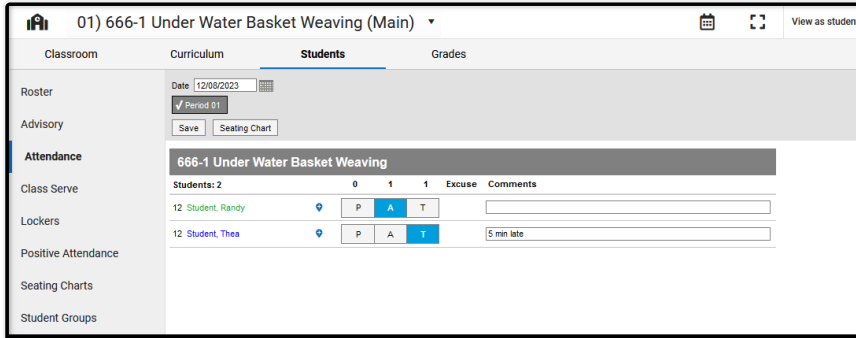 01) 666-1 Under Water Basket Weaving (Main)
View as studen
Classroom Curriculum Students Grades
Roster
Advisory
Attendance
Class Serve
Lockers
Positive Attendance
Seating Charts
Student Groups
Date 12/08/2023
Period 01
Save Seating Chart
666-1 Under Water Basket Weaving
Students: 2 0 1 1 Excuse Comments
12 Student, Randy P A T
12 Student, Thea P A T 5 min late